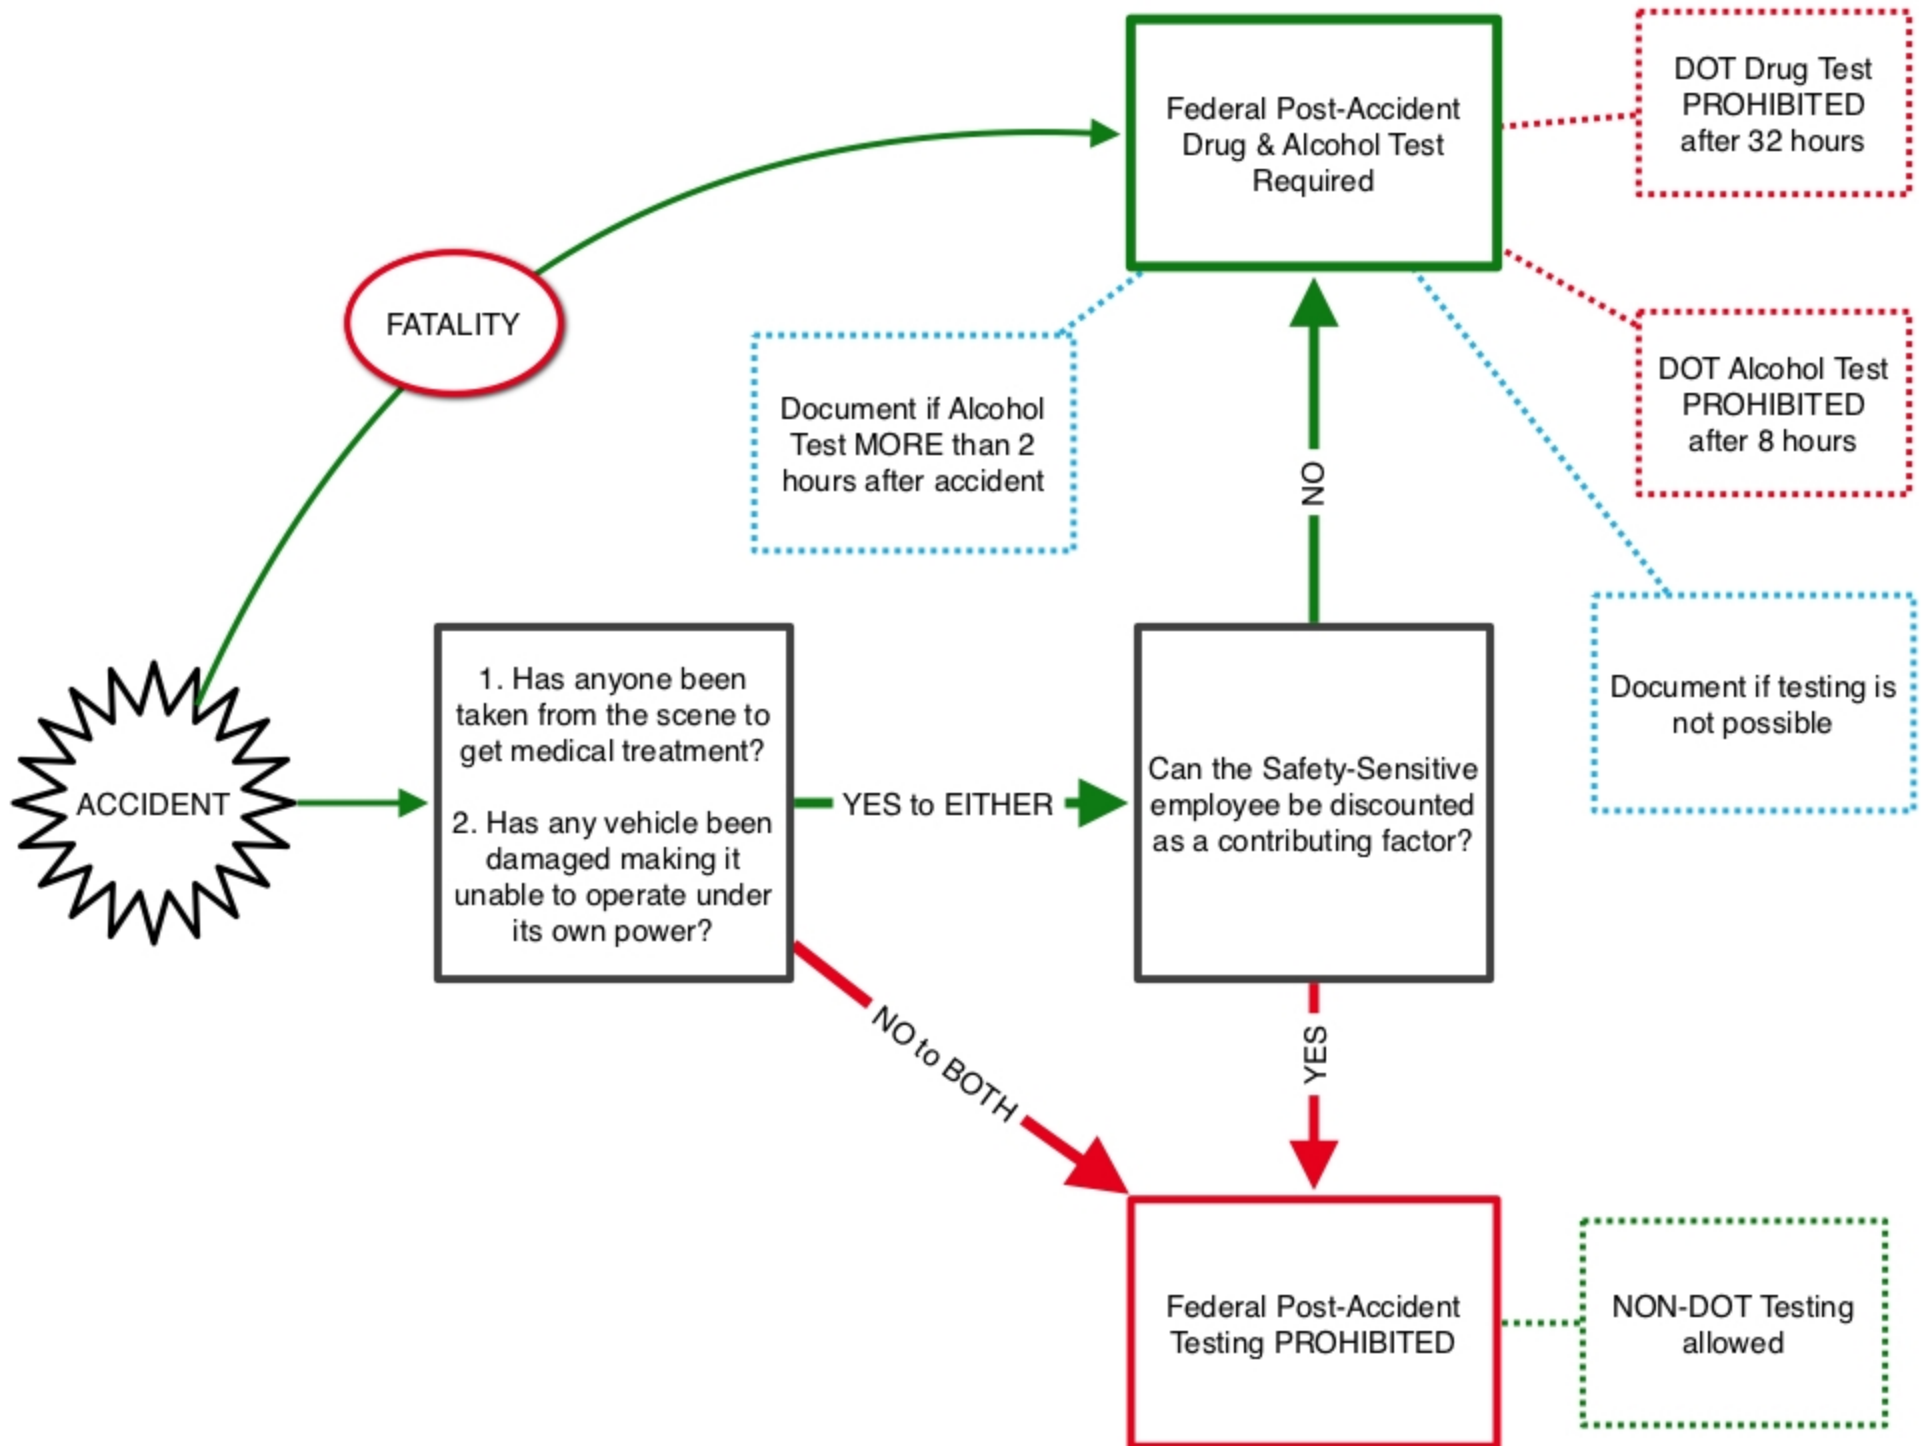 Federal Post-Accident
Drug & Alcohol Test
Required
DOT Drug Test
PROHIBITED
after 32 hours
FATALITY
DOT Alcohol Test
PROHIBITED
after 8 hours
Document if Alcohol
Test MORE than 2
hours after accident
NO
Document if testing is
not possible
ACCIDENT
1. Has anyone been
taken from the scene to
get medical treatment?
2. Has any vehicle been
damaged making it
unable to operate under
its own power?
YES to EITHER
Can the Safety-Sensitive
employee be discounted
as a contributing factor?
NO to BOTH
YES
Federal Post-Accident
Testing PROHIBITED
NON-DOT Testing
allowed